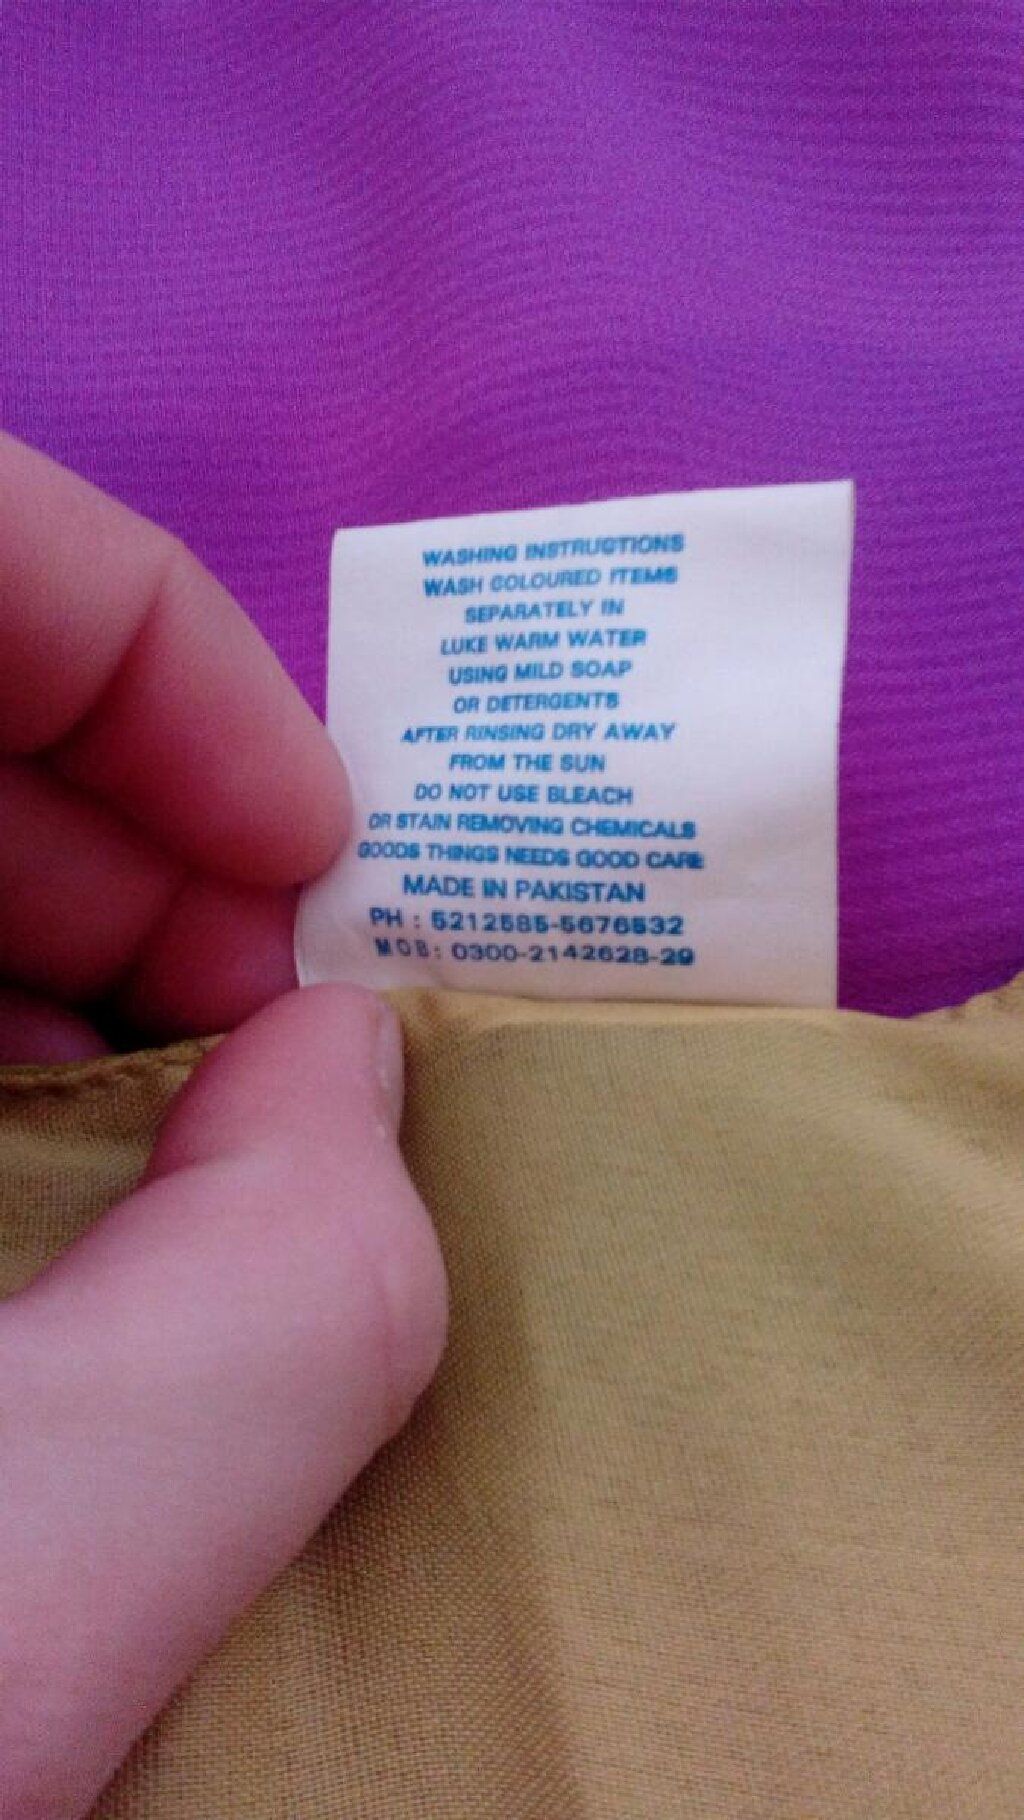 WASHING INSTRUCTIONS
WASH COLOURED ITEMS
SEPARATELY IN
LUKE WARM WATER
USING MILD SOAP
OR DETERGENTS
AFTER RINSING DRY AWAY
FROM THE SUN
DO NOT USE BLEACH
OR STAIN REMOVING CHEMICALS
GOODS THINGS NEEDS GOOD CARE
MADE IN PAKISTAN
PH : 5212585-5676532
MOB: 0300-2142628-29